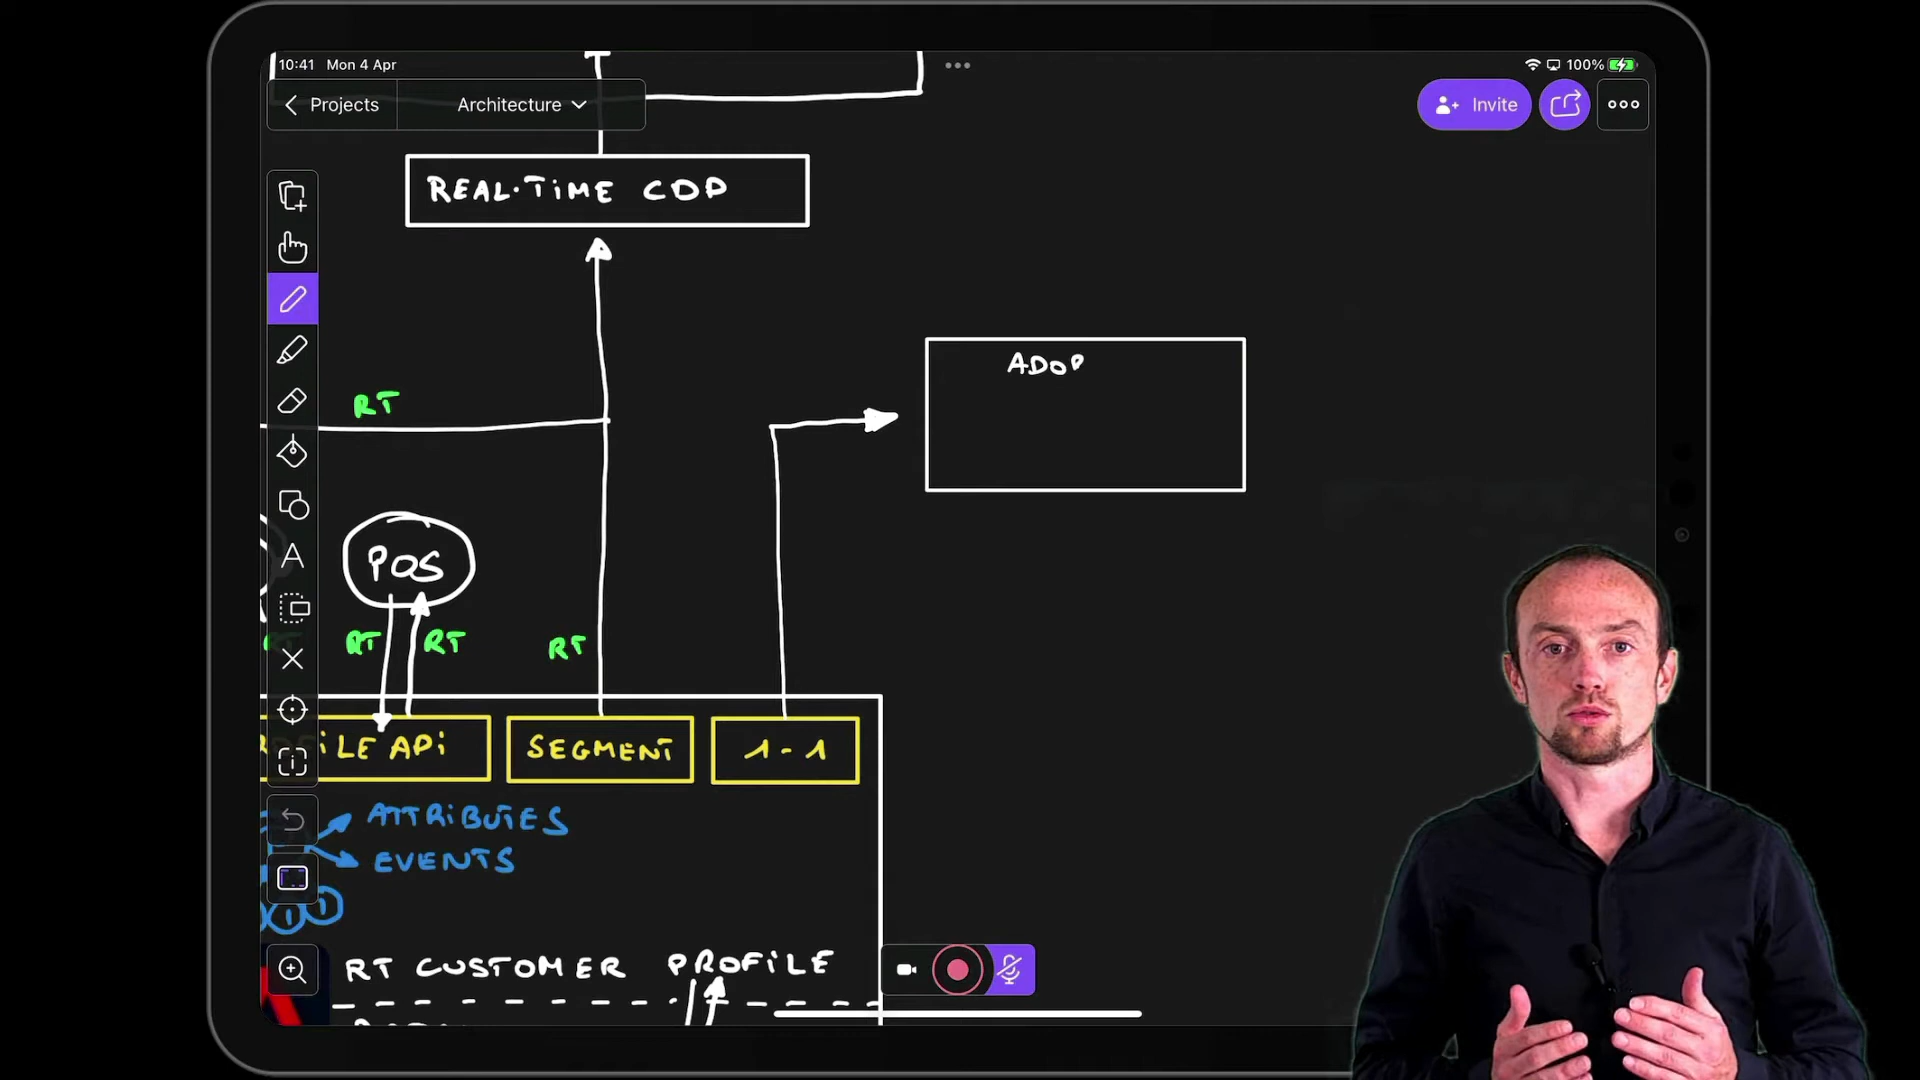 10:41 Mon 4 Apr
100%
Projects
Architecture
Invite
REAL-TIME CDP
ADOP
RT
POS
RT
RT
RT
iLE APi
SEGMENT
1-1
ATTRiBUTES
EVENTS
RT CUSTOMER PROFiLE